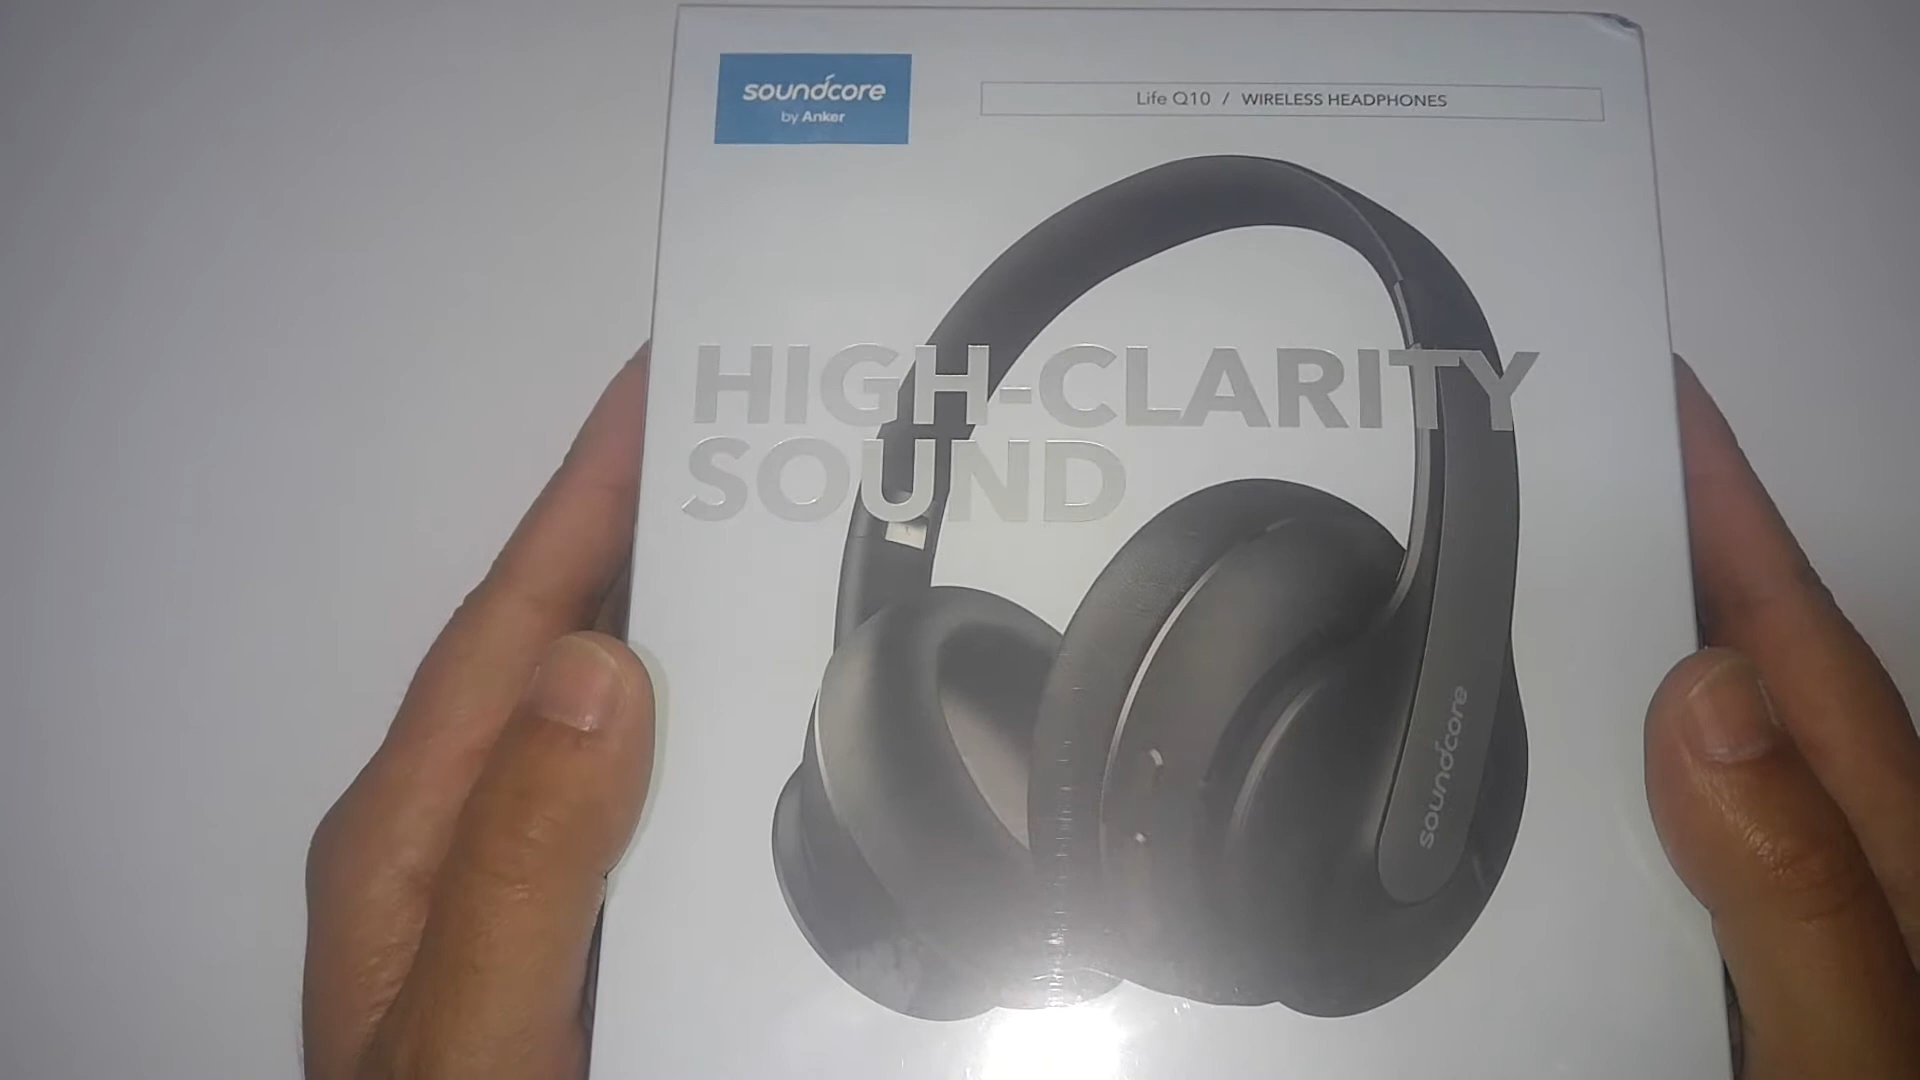 soundcore
by Anker
Life Q10 / WIRELESS HEADPHONES
HIGH-CLARITY
SOUND
soundcore